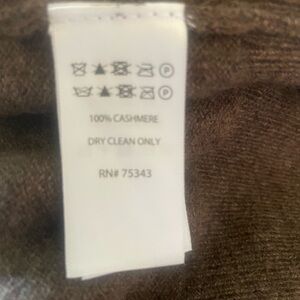 100% CASHMERE
DRY CLEAN ONLY
RN# 75343